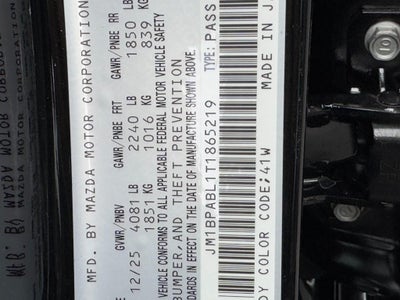 MFD. BY MAZDA MOTOR CORPORATION
GVWR/PNBV GAWR/PNBE FRT GAWR/PNBE RR
12/25 4081 LB 2240 LB 1850 LB
1851 KG 1016 KG 839 KG
VEHICLE CONFORMS TO ALL APPLICABLE FEDERAL MOTOR VEHICLE SAFETY
BUMPER, AND THEFT PREVENTION
IN EFFECT ON THE DATE OF MANUFACTURE SHOWN ABOVE.
JM1BPABL1T1865219 TYPE: PASS
DY COLOR CODE:41W MADE IN J